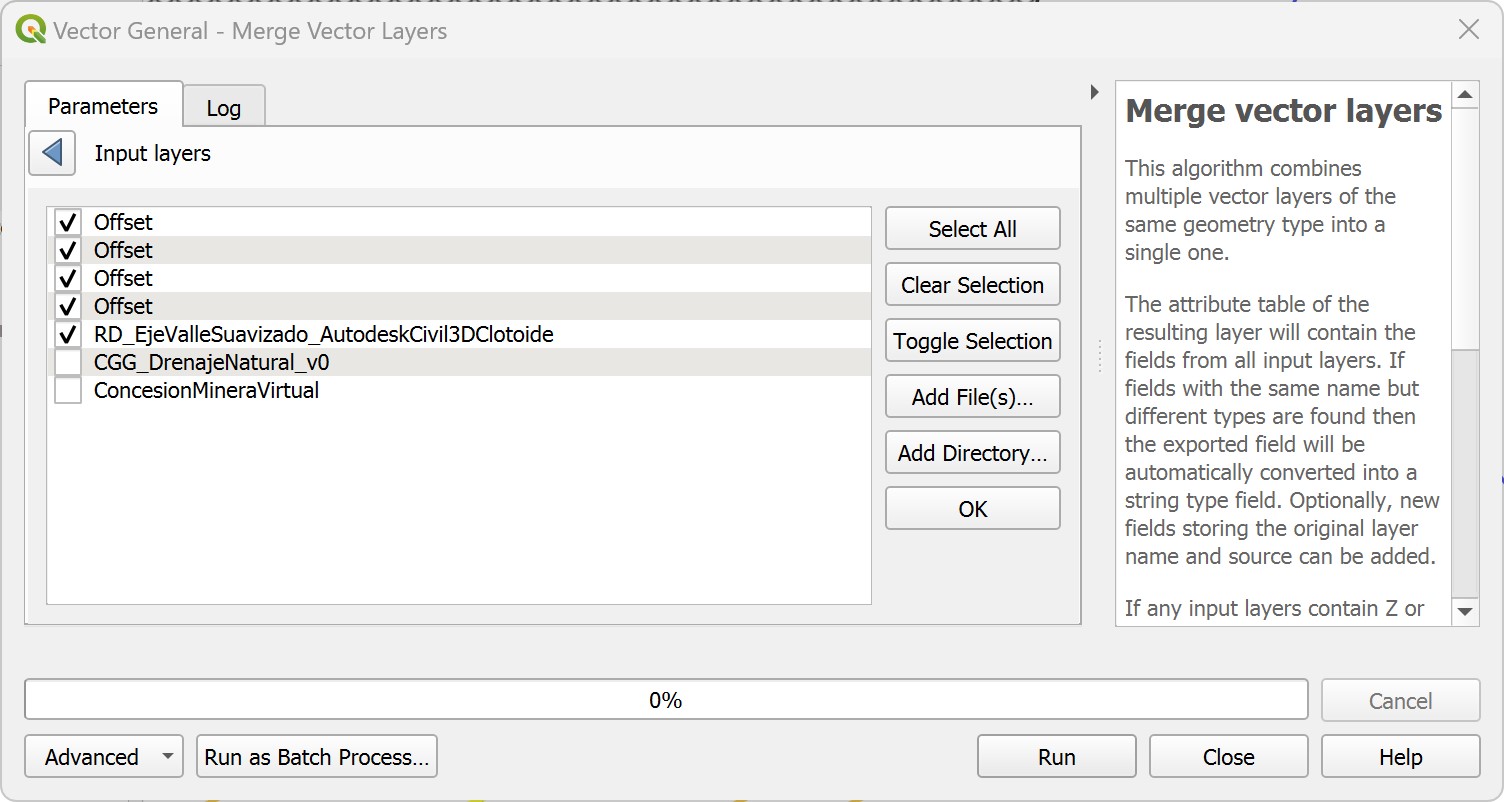 Vector General - Merge Vector Layers
Parameters
Log
Input layers
Offset
Offset
Offset
Offset
RD_EjeValleSuavizado_AutodeskCivil3DClotoide
CGG_DrenajeNatural_v0
ConcesionMineraVirtual
Select All
Clear Selection
Toggle Selection
Add File(s)...
Add Directory...
OK
Merge vector layers
This algorithm combines
multiple vector layers of the
same geometry type into a
single one.
The attribute table of the
resulting layer will contain the
fields from all input layers. If
fields with the same name but
different types are found then
the exported field will be
automatically converted into a
string type field. Optionally, new
fields storing the original layer
name and source can be added.
If any input layers contain Z or
0%
Cancel
Advanced
Run as Batch Process...
Run
Close
Help